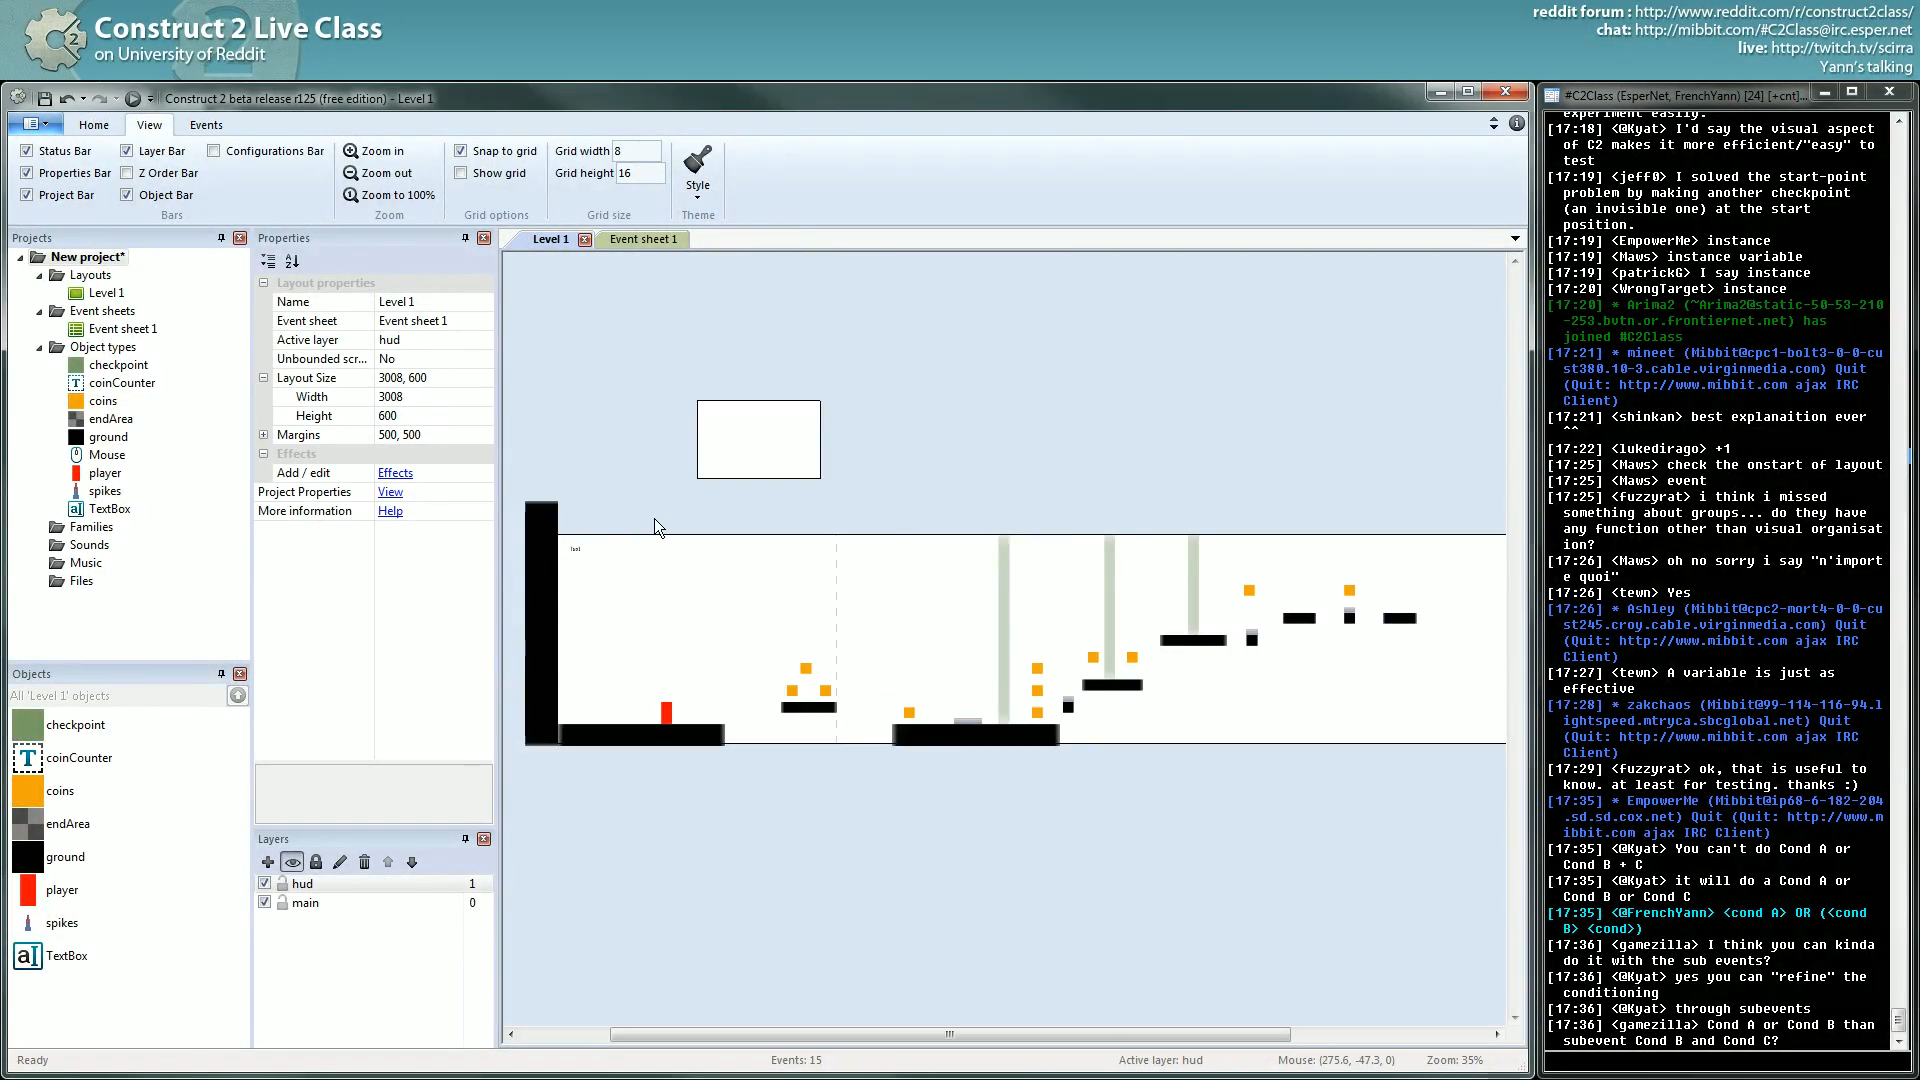 Construct 2 Live Class
on University of Reddit
reddit forum : http://www.reddit.com/r/construct2class/
chat: http://mibbit.com/#C2Class@irc.esper.net
live: http://twitch.tv/scirra
Yann's talking
Construct 2 beta release r125 (free edition) - Level 1
Home View Events
Status Bar Layer Bar Configurations Bar
Properties Bar Z Order Bar
Project Bar Object Bar
Bars
Zoom in
Zoom out
Zoom to 100%
Zoom
Snap to grid
Show grid
Grid options
Grid width 8
Grid height 16
Grid size
Style
Theme
Projects
New project*
Layouts
Level 1
Event sheets
Event sheet 1
Object types
checkpoint
coinCounter
coins
endArea
ground
Mouse
player
spikes
TextBox
Families
Sounds
Music
Files
Objects
All 'Level 1' objects
checkpoint
coinCounter
coins
endArea
ground
player
spikes
TextBox
Properties
Layout properties
Name Level 1
Event sheet Event sheet 1
Active layer hud
Unbounded scr... No
Layout Size 3008, 600
Width 3008
Height 600
Margins 500, 500
Effects
Add / edit Effects
Project Properties View
More information Help
Layers
hud 1
main 0
Level 1 Event sheet 1
Text
Ready
Events: 15
Active layer: hud
Mouse: (275.6, -47.3, 0)
Zoom: 35%
#C2Class (EsperNet, FrenchYann) [24] [+cnt]...
experiment easily.
[17:18] <@Kyat> I'd say the visual aspect
of C2 makes it more efficient/"easy" to
test
[17:19] <jeff0> I solved the start-point
problem by making another checkpoint
(an invisible one) at the start
position.
[17:19] <EmpowerMe> instance
[17:19] <Maws> instance variable
[17:19] <patrickG> I say instance
[17:20] <WrongTarget> instance
[17:20] * Arima2 (~Arima2@static-50-53-210
-253.bvtn.or.frontiernet.net) has
joined #C2Class
[17:21] * mineet (Mibbit@cpc1-bolt3-0-0-cu
st380.10-3.cable.virginmedia.com) Quit
(Quit: http://www.mibbit.com ajax IRC
Client)
[17:21] <shinkan> best explanaition ever
^^
[17:22] <lukedirago> +1
[17:25] <Maws> check the onstart of layout
[17:25] <Maws> event
[17:25] <fuzzyrat> i think i missed
something about groups... do they have
any function other than visual organisat
ion?
[17:26] <Maws> oh no sorry i say "n'import
e quoi"
[17:26] <tewn> Yes
[17:26] * Ashley (Mibbit@cpc2-mort4-0-0-cu
st245.croy.cable.virginmedia.com) Quit
(Quit: http://www.mibbit.com ajax IRC
Client)
[17:27] <tewn> A variable is just as
effective
[17:28] * zakchaos (Mibbit@99-114-116-94.l
ightspeed.mtryca.sbcglobal.net) Quit
(Quit: http://www.mibbit.com ajax IRC
Client)
[17:29] <fuzzyrat> ok, that is useful to
know. at least for testing. thanks :)
[17:35] * EmpowerMe (Mibbit@ip68-6-182-204
.sd.sd.cox.net) Quit (Quit: http://www.m
ibbit.com ajax IRC Client)
[17:35] <@Kyat> You can't do Cond A or
Cond B + C
[17:35] <@Kyat> it will do a Cond A or
Cond B or Cond C
[17:35] <@FrenchYann> <cond A> OR (<cond
B> <cond>)
[17:36] <gamezilla> I think you can kinda
do it with the sub events?
[17:36] <@Kyat> yes you can "refine" the
conditioning
[17:36] <@Kyat> through subevents
[17:36] <gamezilla> Cond A or Cond B than
subevent Cond B and Cond C?